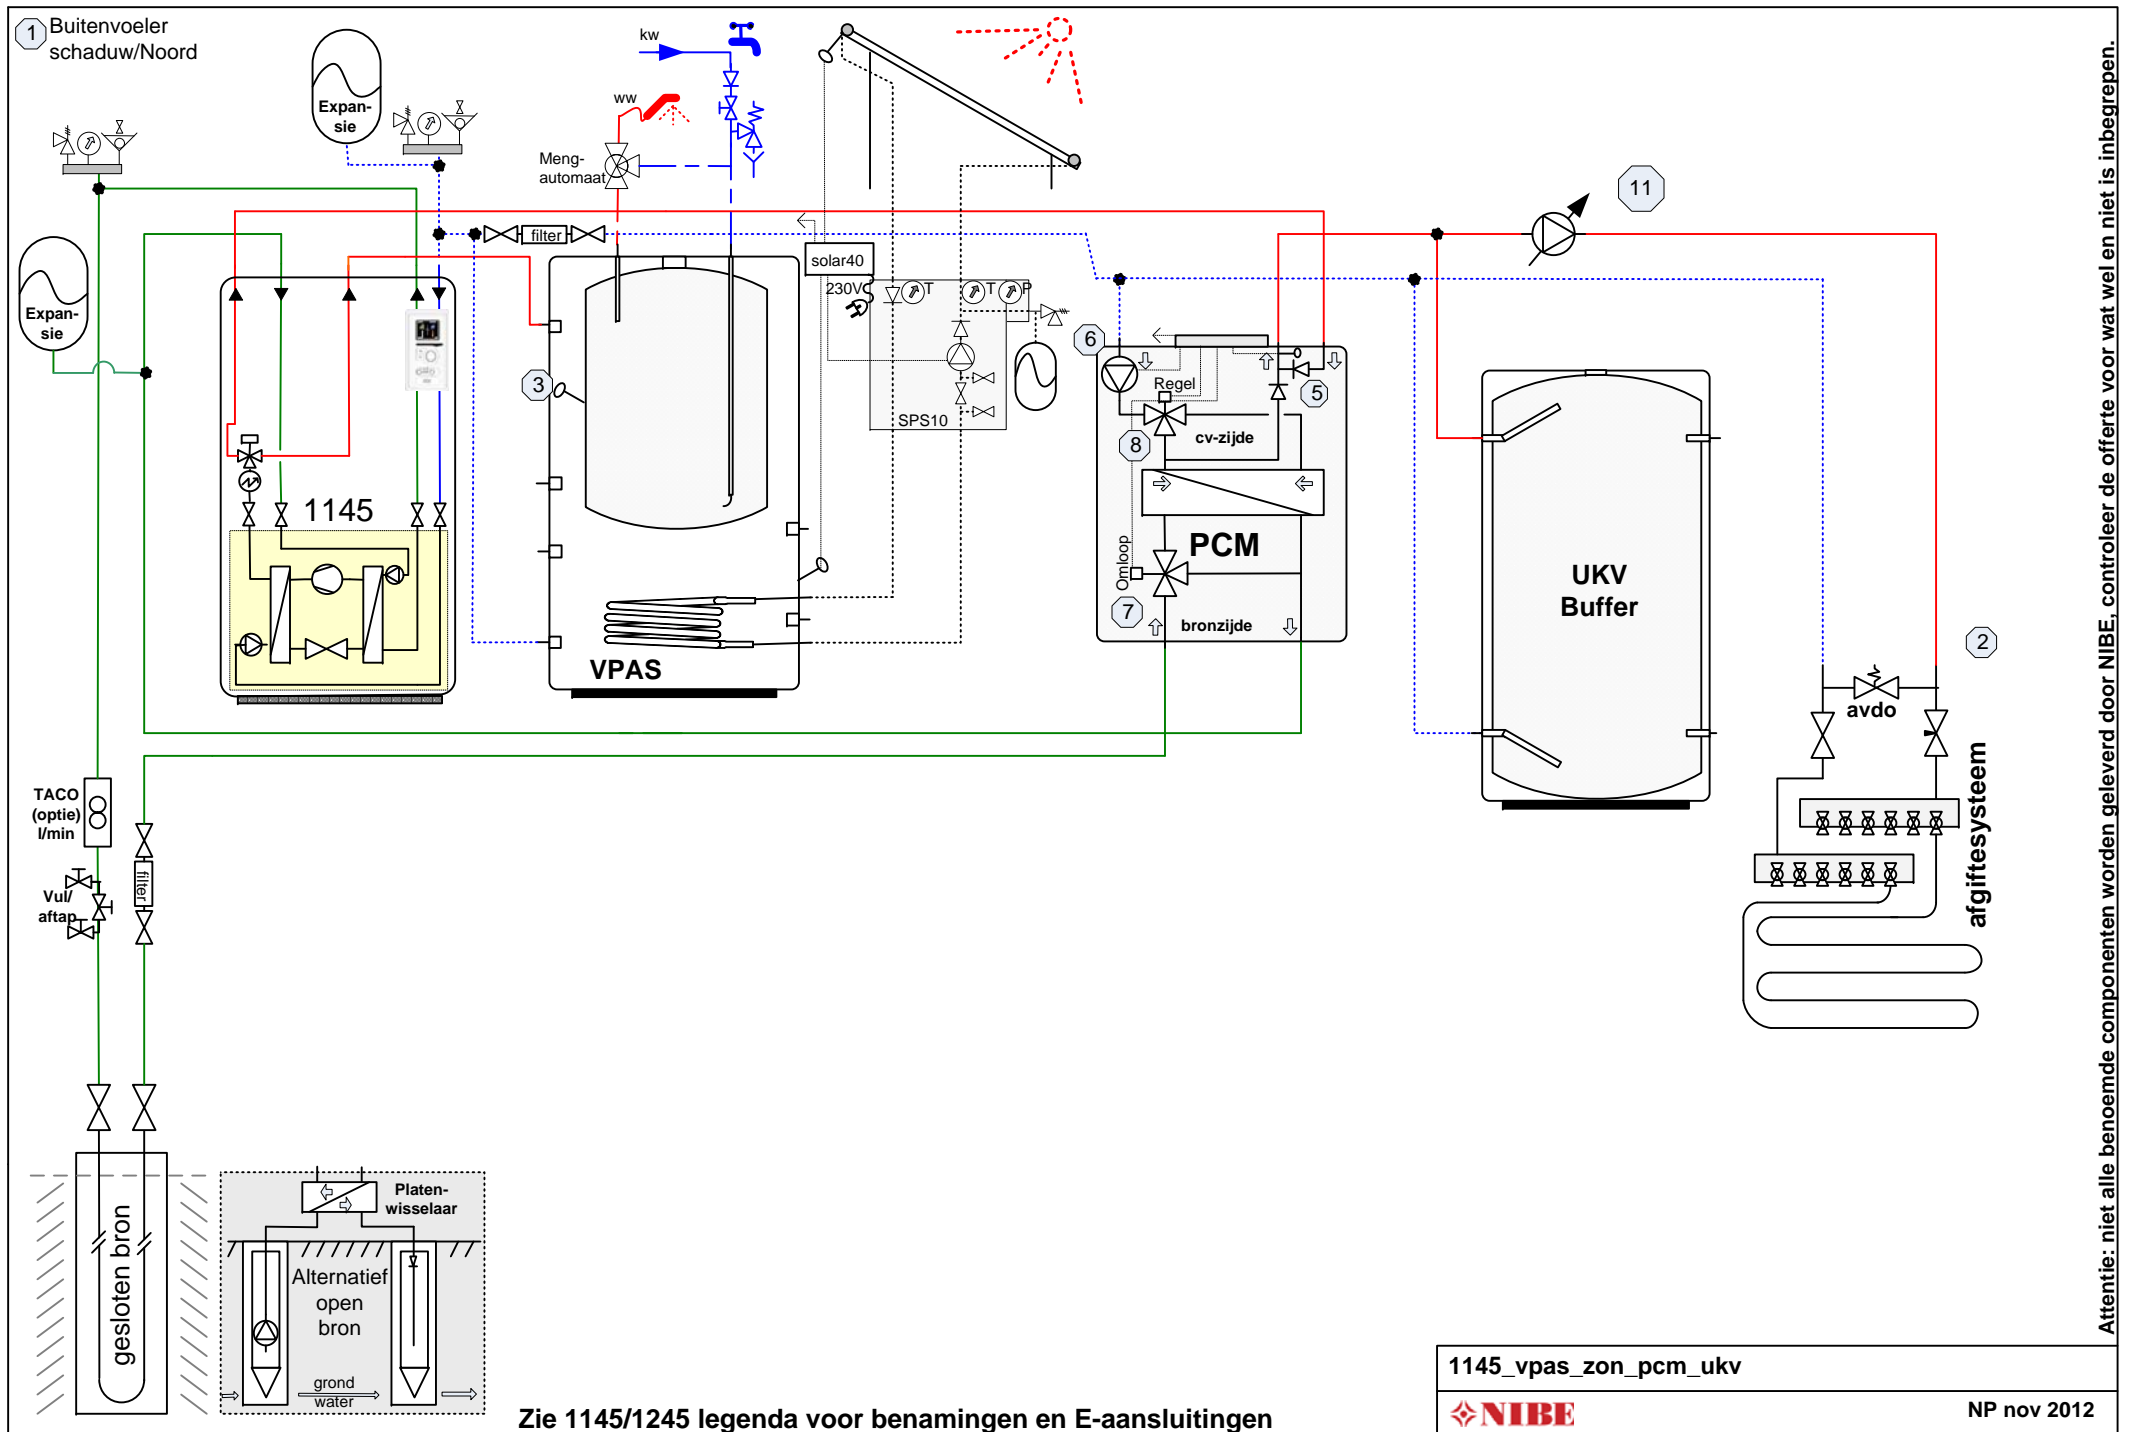 1
Buitenvoeler
schaduw/Noord
Expan-
sie
kw
ww
Meng-
automaat
11
filter
solar40
230V
T
T
P
Expan-
sie
6
Regel
5
3
SPS10
8
cv-zijde
1145
PCM
Omloop
7
bronzijde
UKV
Buffer
2
VPAS
avdo
afgiftesysteem
TACO
(optie)
l/min
filter
Vul/
aftap
gesloten bron
Platen-
wisselaar
Alternatief
open
bron
grond
water
Attentie: niet alle benoemde componenten worden geleverd door NIBE, controleer de offerte voor wat wel en niet is inbegrepen.
1145_vpas_zon_pcm_ukv
NIBE
NP nov 2012
Zie 1145/1245 legenda voor benamingen en E-aansluitingen